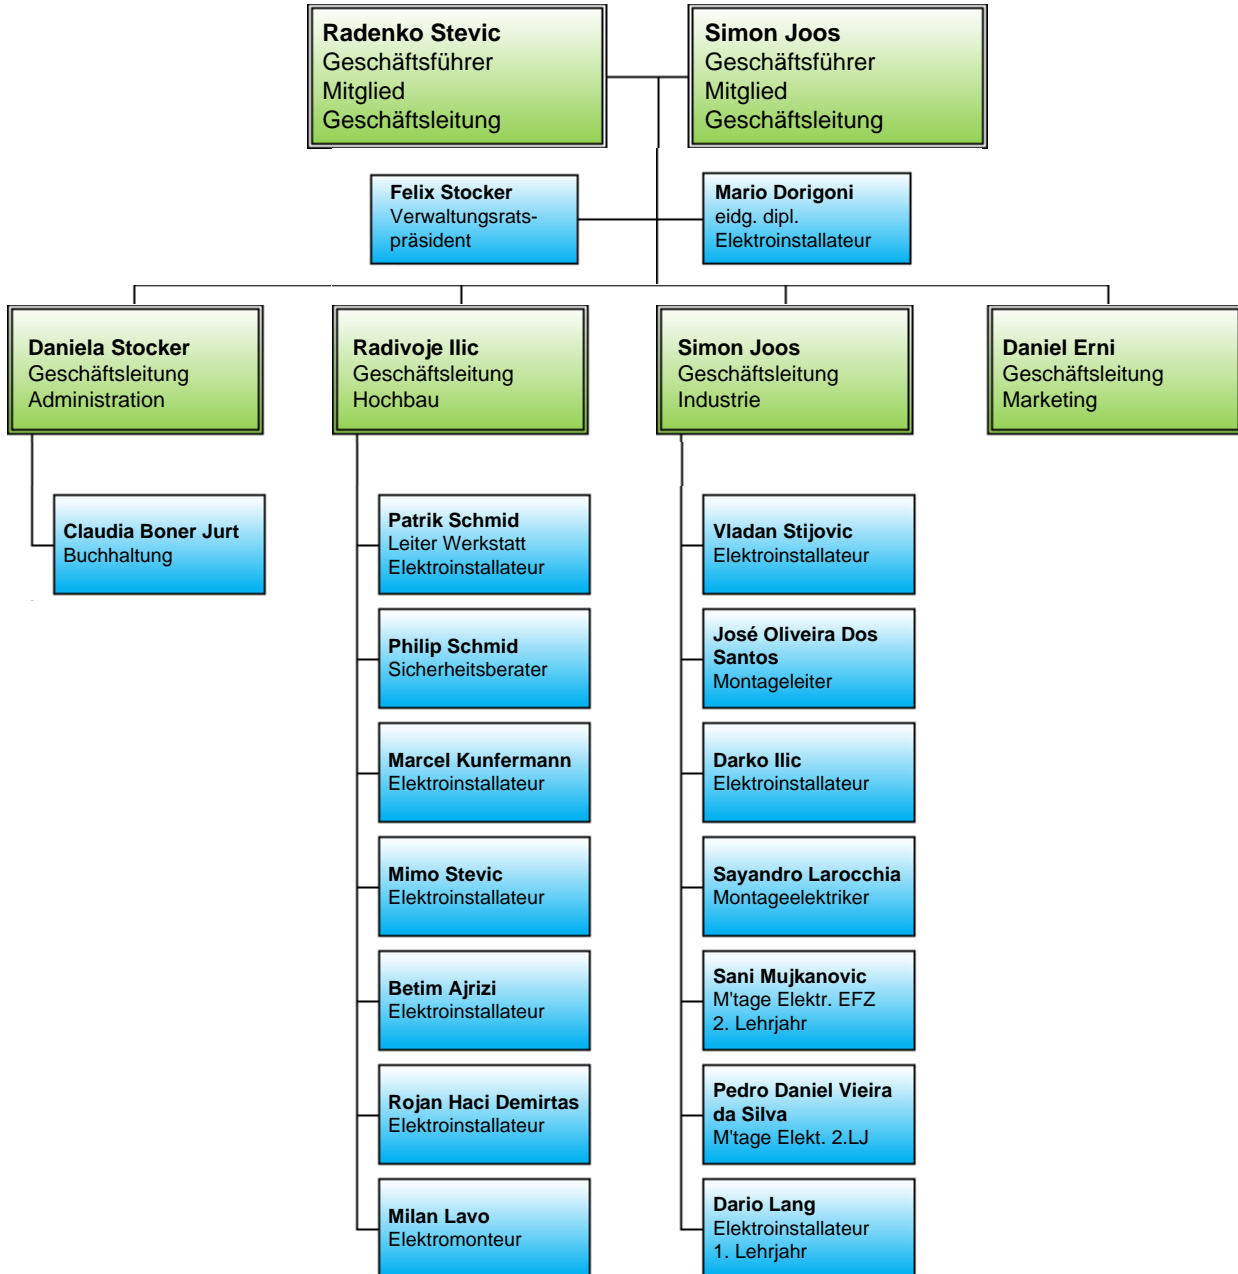 Radenko Stevic
Geschäftsführer
Mitglied
Geschäftsleitung
Simon Joos
Geschäftsführer
Mitglied
Geschäftsleitung
Felix Stocker
Verwaltungsrats-
präsident
Mario Dorigoni
eidg. dipl.
Elektroinstallateur
Daniela Stocker
Geschäftsleitung
Administration
Radivoje Ilic
Geschäftsleitung
Hochbau
Simon Joos
Geschäftsleitung
Industrie
Daniel Erni
Geschäftsleitung
Marketing
Claudia Boner Jurt
Buchhaltung
Patrik Schmid
Leiter Werkstatt
Elektroinstallateur
Philip Schmid
Sicherheitsberater
Marcel Kunfermann
Elektroinstallateur
Mimo Stevic
Elektroinstallateur
Betim Ajrizi
Elektroinstallateur
Rojan Haci Demirtas
Elektroinstallateur
Milan Lavo
Elektromonteur
Vladan Stijovic
Elektroinstallateur
José Oliveira Dos
Santos
Montageleiter
Darko Ilic
Elektroinstallateur
Sayandro Larocchia
Montageelektriker
Sani Mujkanovic
M'tage Elektr. EFZ
2. Lehrjahr
Pedro Daniel Vieira
da Silva
M'tage Elekt. 2.LJ
Dario Lang
Elektroinstallateur
1. Lehrjahr